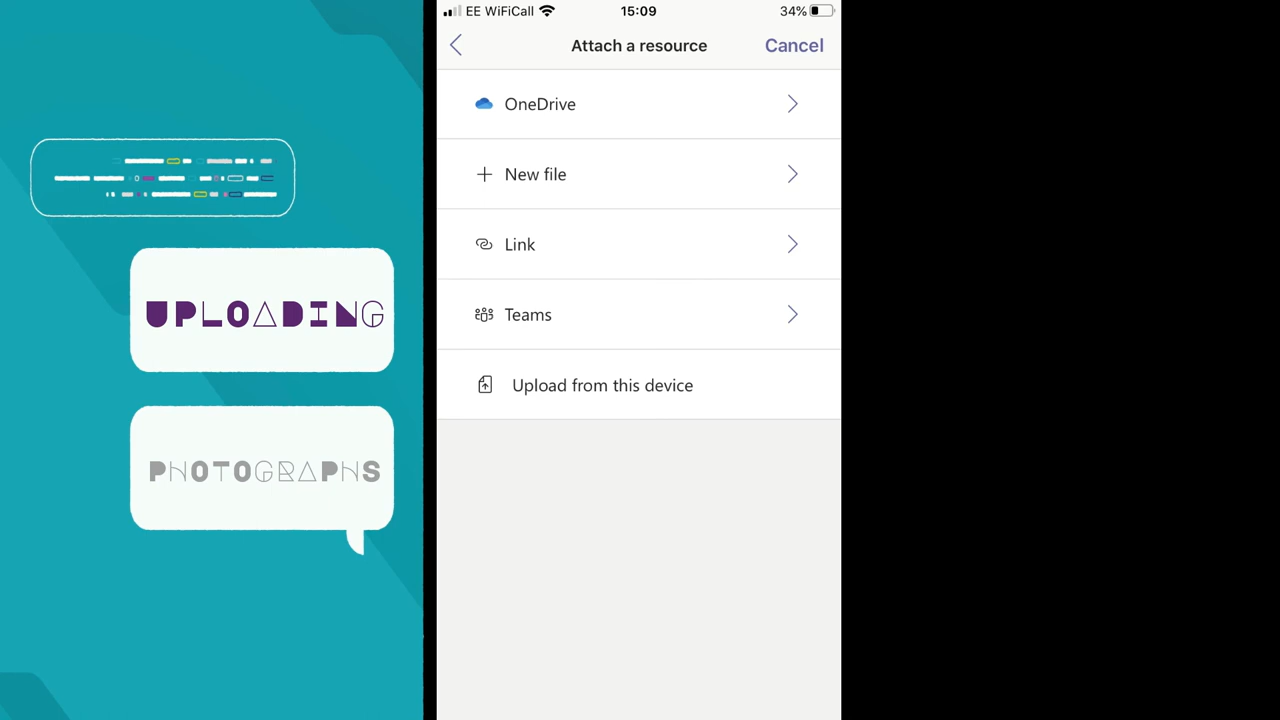 UPLOADING
PHOTOGRAPHS
EE WiFiCall 15:09 34%
Attach a resource Cancel
OneDrive
New file
Link
Teams
Upload from this device